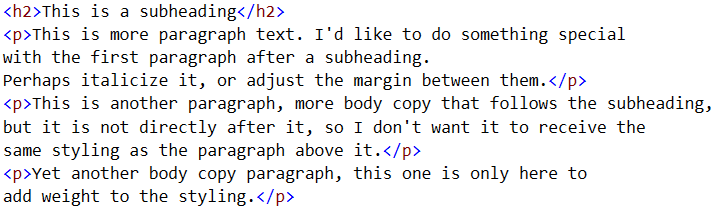 <h2>This is a subheading</h2>
<p>This is more paragraph text. I'd like to do something special
with the first paragraph after a subheading.
Perhaps italicize it, or adjust the margin between them.</p>
<p>This is another paragraph, more body copy that follows the subheading,
but it is not directly after it, so I don't want it to receive the
same styling as the paragraph above it.</p>
<p>Yet another body copy paragraph, this one is only here to
add weight to the styling.</p>